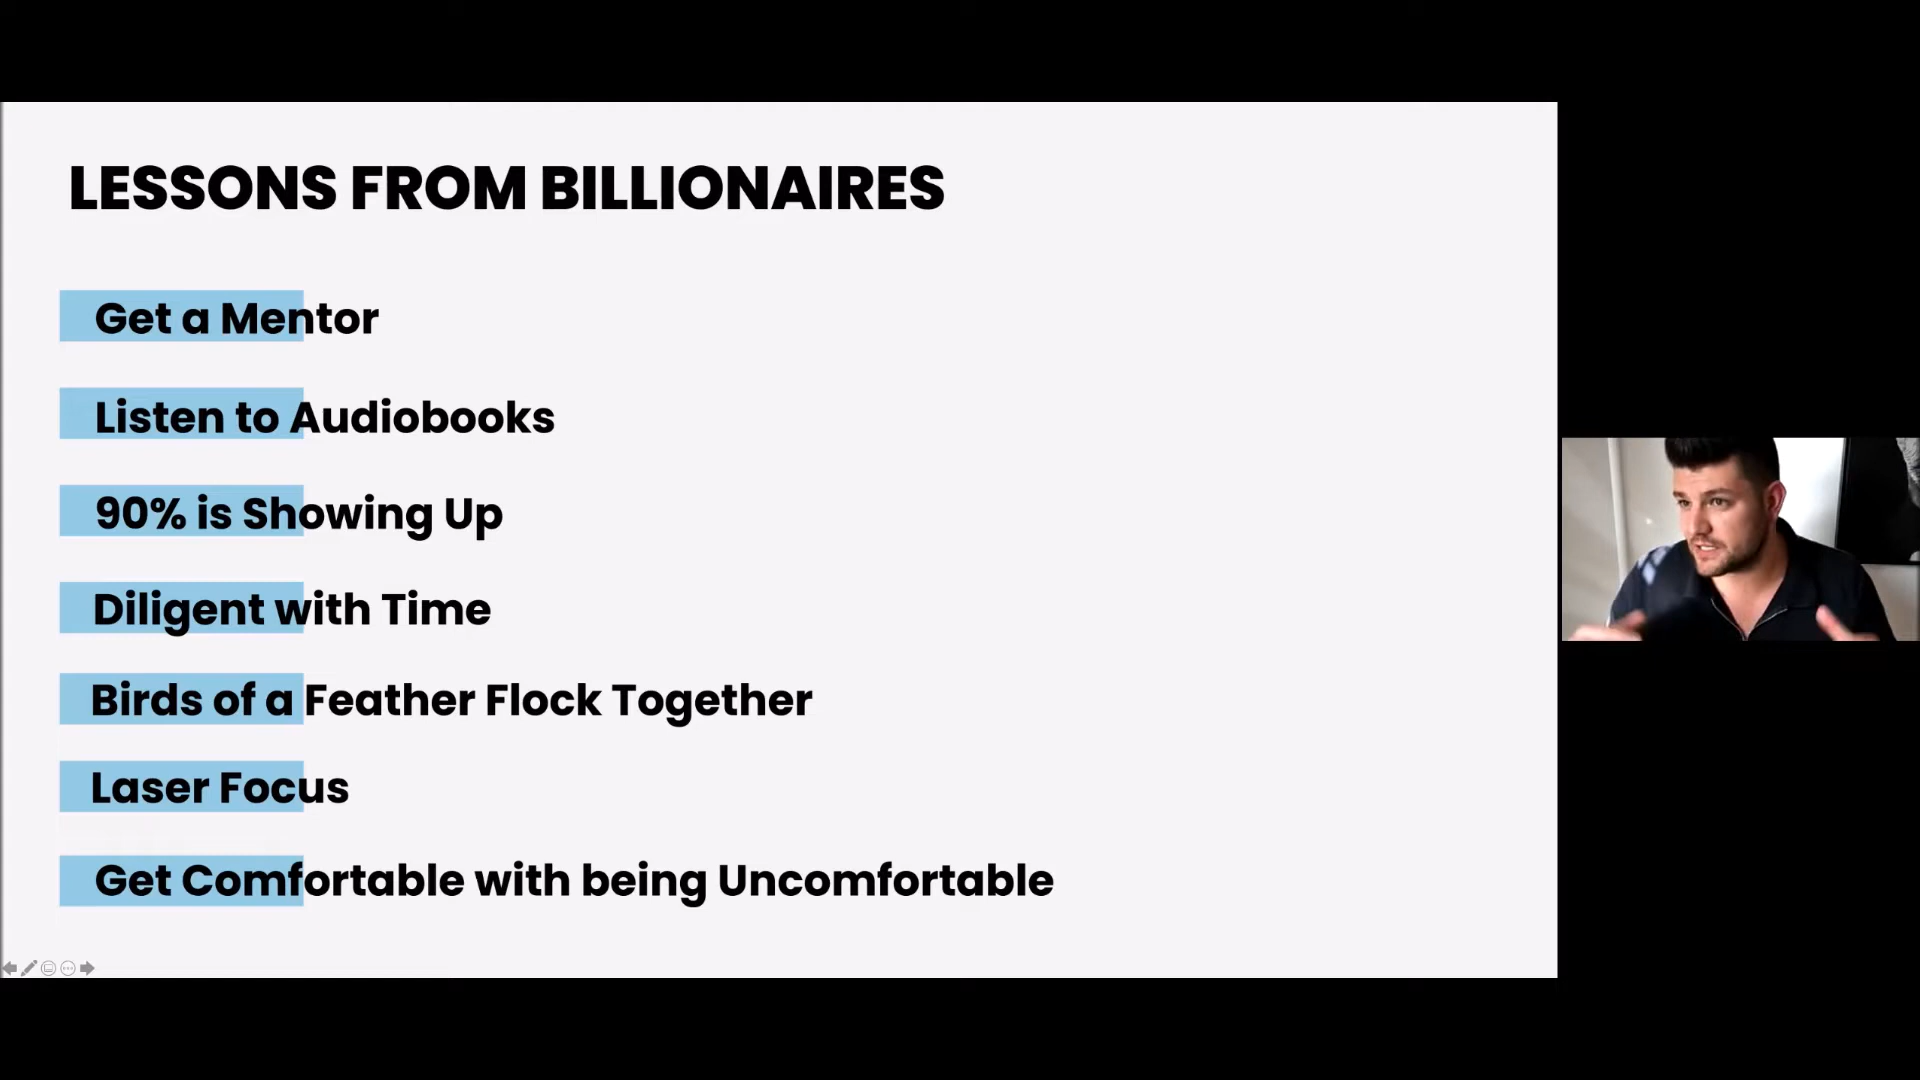 LESSONS FROM BILLIONAIRES
Get a Mentor
Listen to Audiobooks
90% is Showing Up
Diligent with Time
Birds of a Feather Flock Together
Laser Focus
Get Comfortable with being Uncomfortable